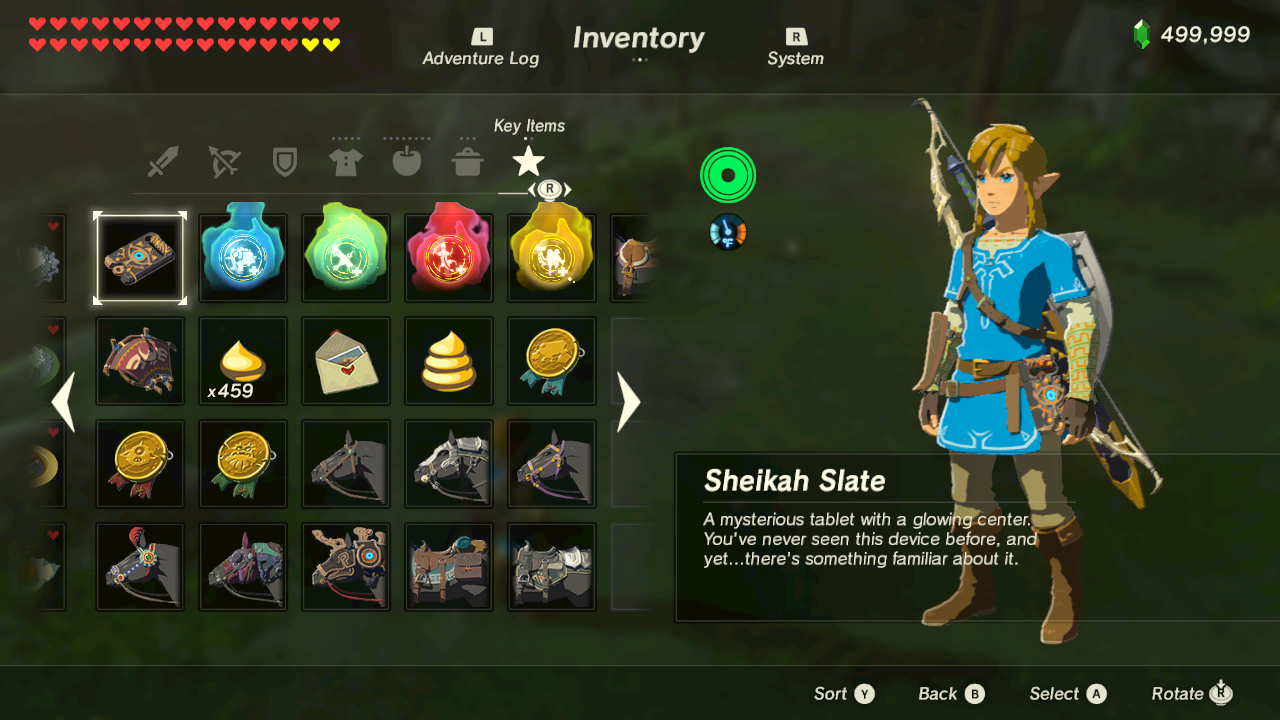 L
Inventory
R
499,999
Adventure Log
System
Key Items
R
°F
x459
Sheikah Slate
A mysterious tablet with a glowing center.
You've never seen this device before, and
yet...there's something familiar about it.
Sort Y
Back B
Select A
Rotate R